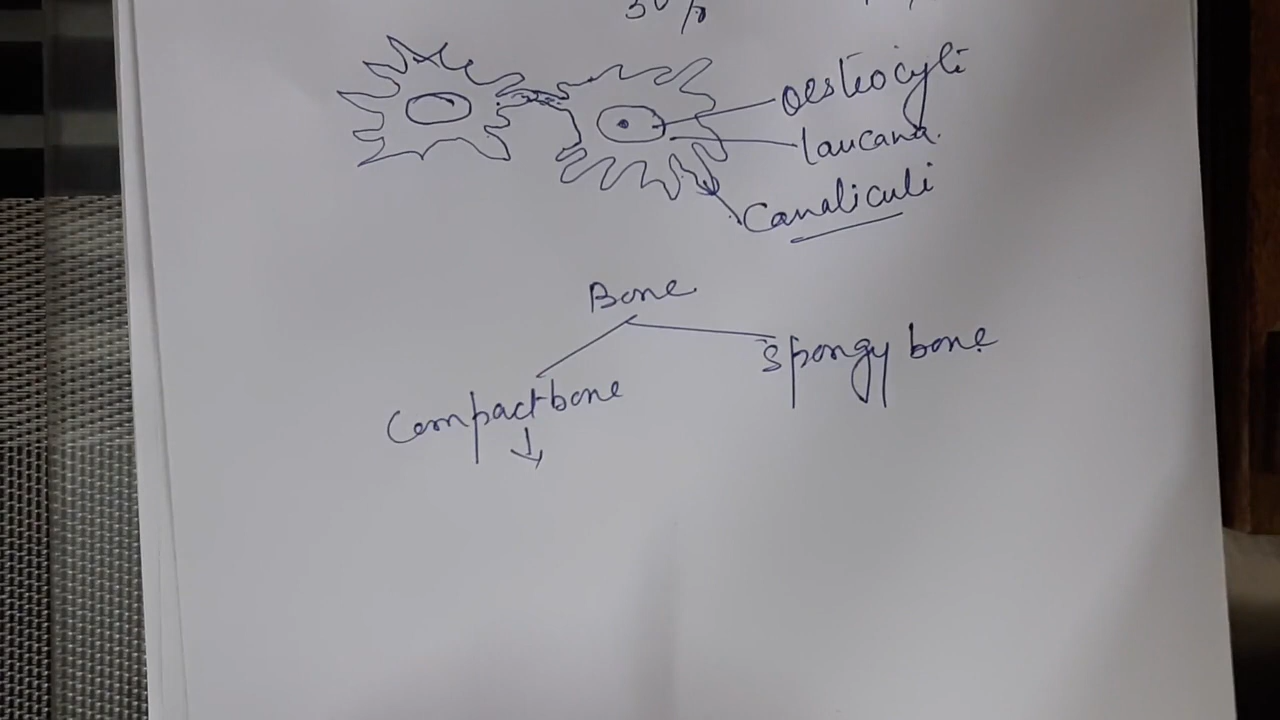 Oesteocyte
laucana.
Canaliculi
Bone
Spongy bone
Compact bone